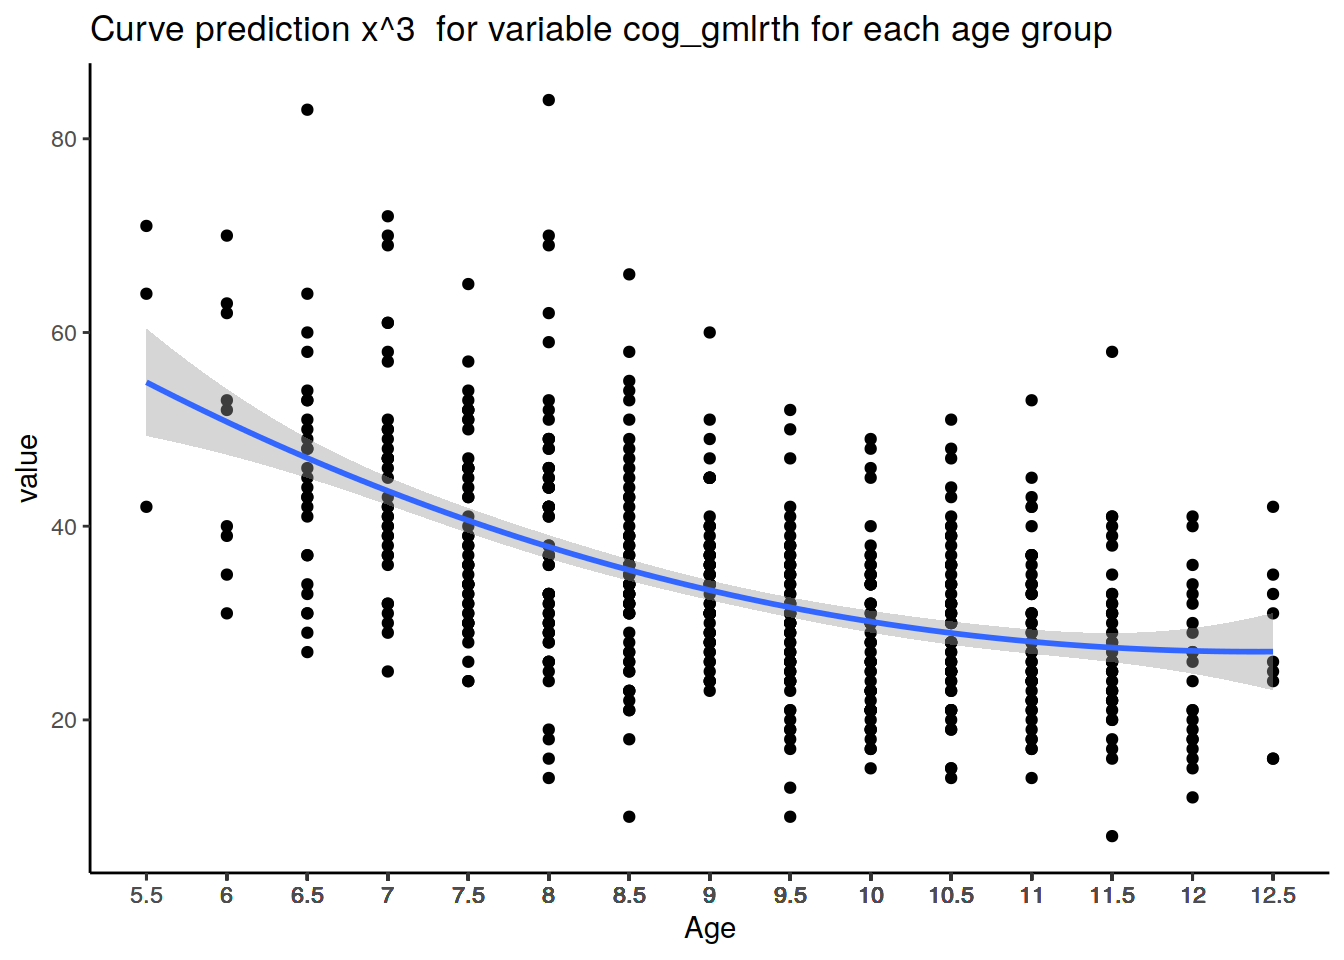 Curve prediction x^3  for variable cog_gmlrth for each age group
80
60
40
20
value
5.5 6 6.5 7 7.5 8 8.5 9 9.5 10 10.5 11 11.5 12 12.5
Age